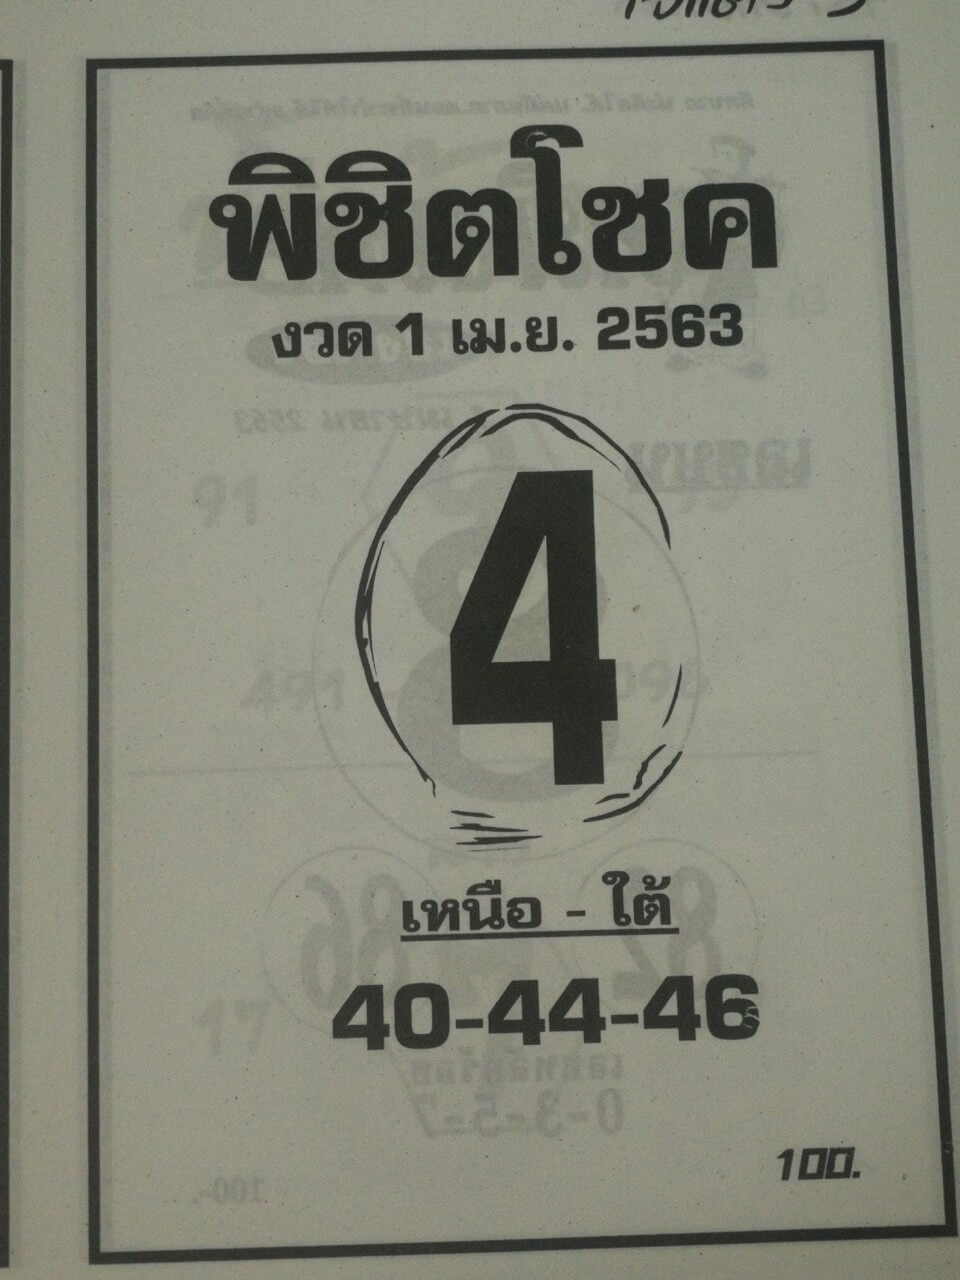 พิชิตโชค
งวด 1 เม.ย. 2563
4
เหนือ - ใต้
40-44-46
100.